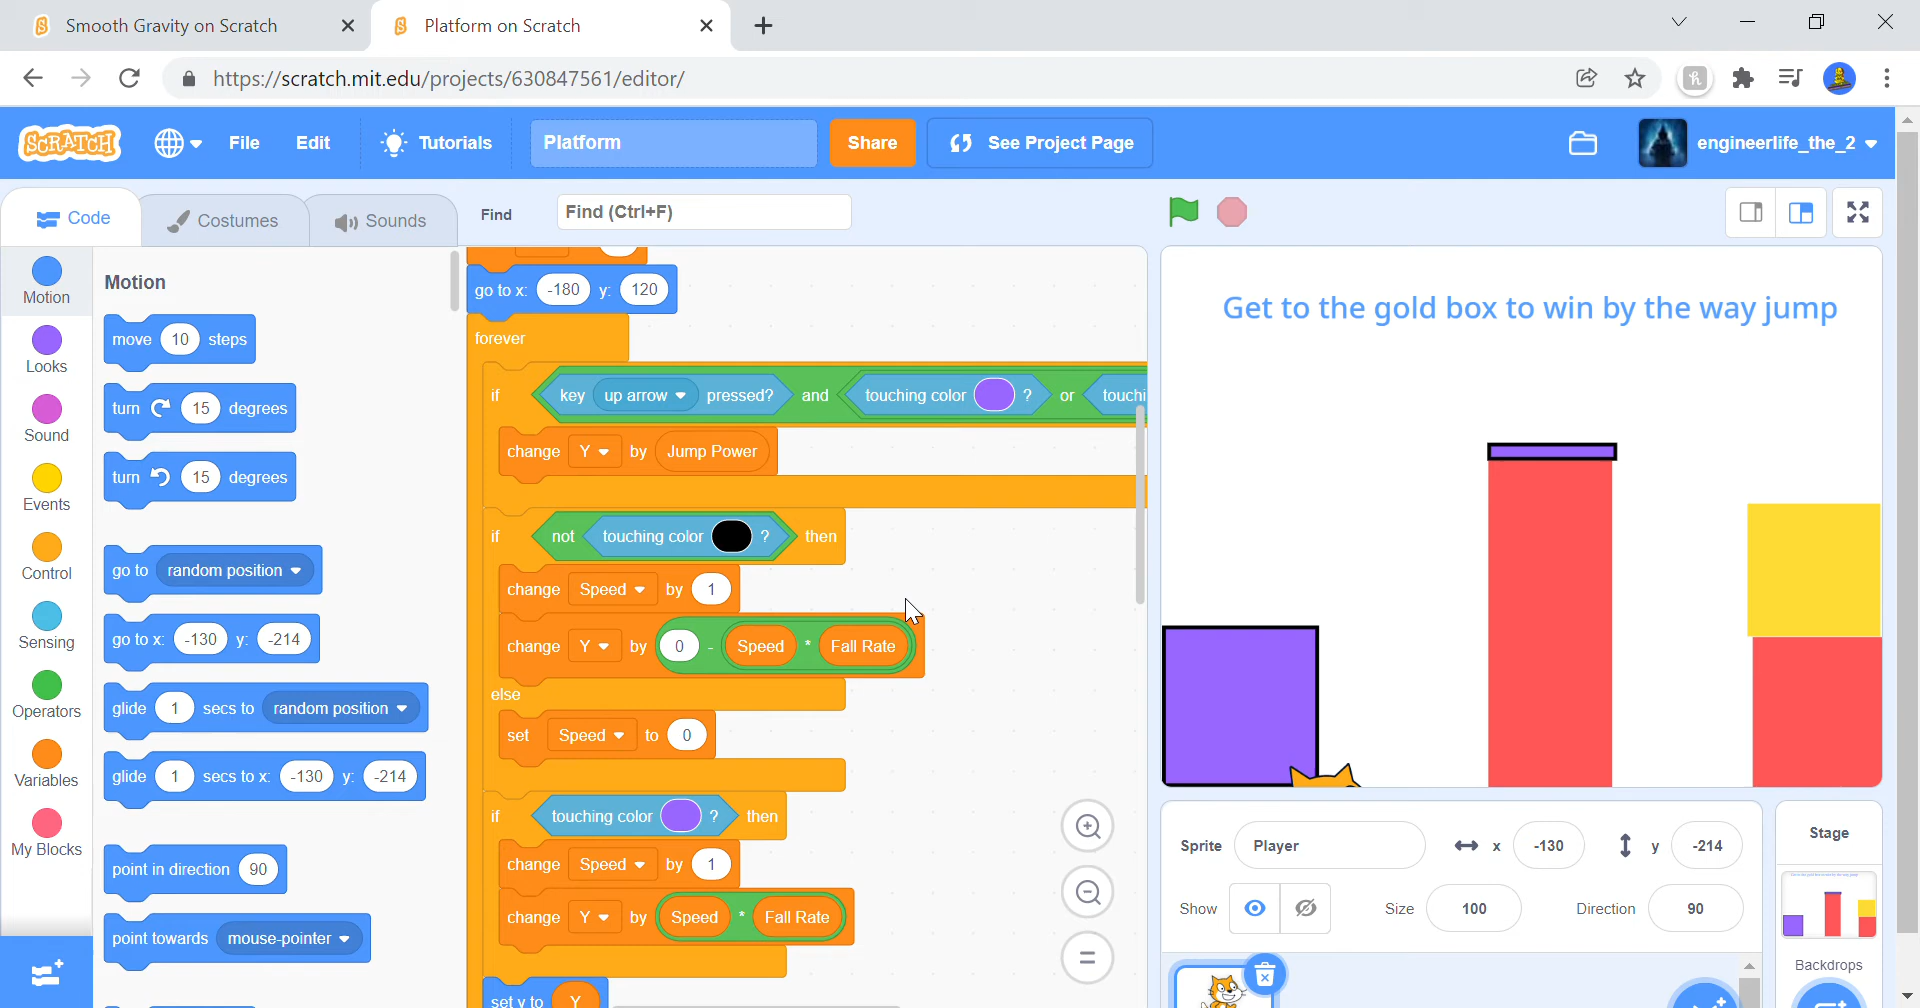 Smooth Gravity on Scratch
Platform on Scratch
https://scratch.mit.edu/projects/630847561/editor/
SCRATCH
File
Edit
Tutorials
Platform
Share
See Project Page
engineerlife_the_2
Code
Costumes
Sounds
Find
Find (Ctrl+F)
Motion
Looks
Sound
Events
Control
Sensing
Operators
Variables
My Blocks
Motion
move 10 steps
turn 15 degrees
turn 15 degrees
go to random position
go to x: -130 y: -214
glide 1 secs to random position
glide 1 secs to x: -130 y: -214
point in direction 90
point towards mouse-pointer
go to x: -180 y: 120
forever
if key up arrow pressed? and touching color ? or touchi
change Y by Jump Power
if not touching color ? then
change Speed by 1
change Y by 0 - Speed * Fall Rate
else
set Speed to 0
if touching color ? then
change Speed by 1
change Y by Speed * Fall Rate
set y to Y
Get to the gold box to win by the way jump
Sprite Player x -130 y -214
Show Size 100 Direction 90
Stage
Backdrops